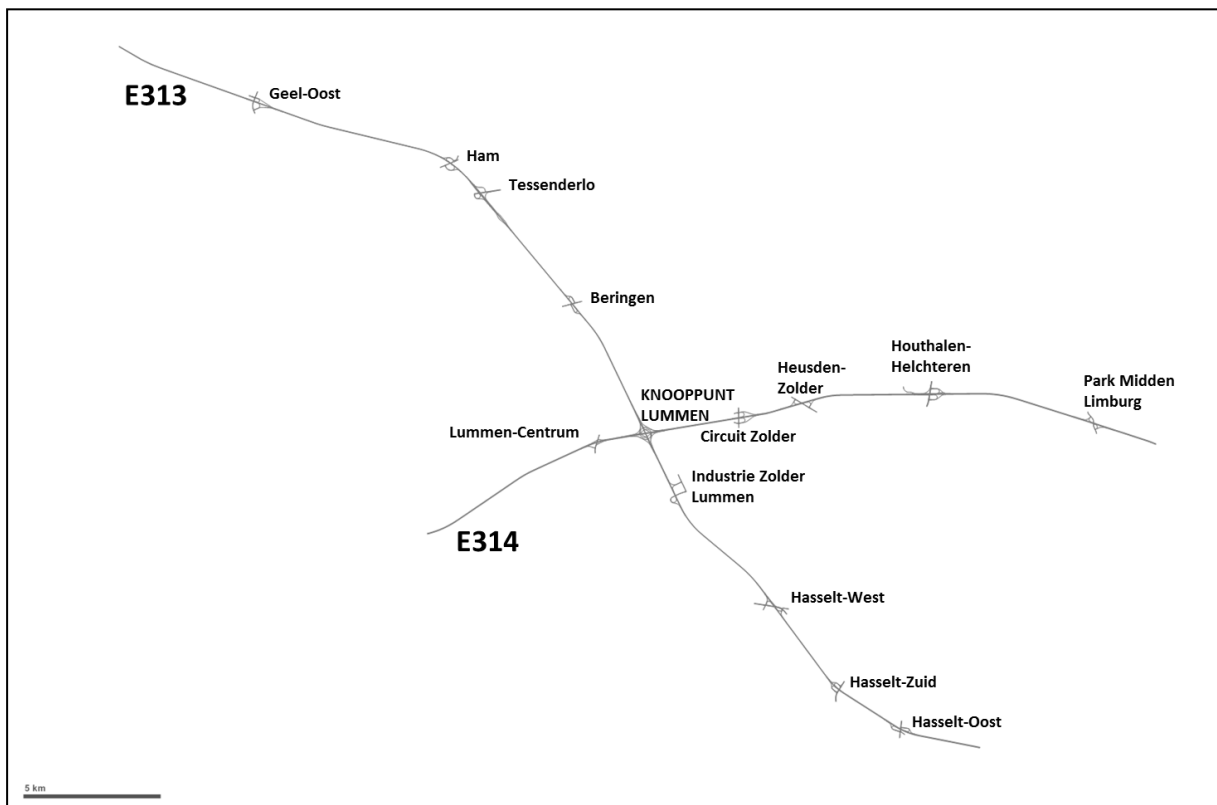 E313
Geel-Oost
Ham
Tessenderlo
Beringen
Houthalen-
Helchteren
Heusden-
Zolder
Park Midden
Limburg
KNOOPPUNT
LUMMEN
Circuit Zolder
Lummen-Centrum
Industrie Zolder
Lummen
E314
Hasselt-West
Hasselt-Zuid
Hasselt-Oost
5 km